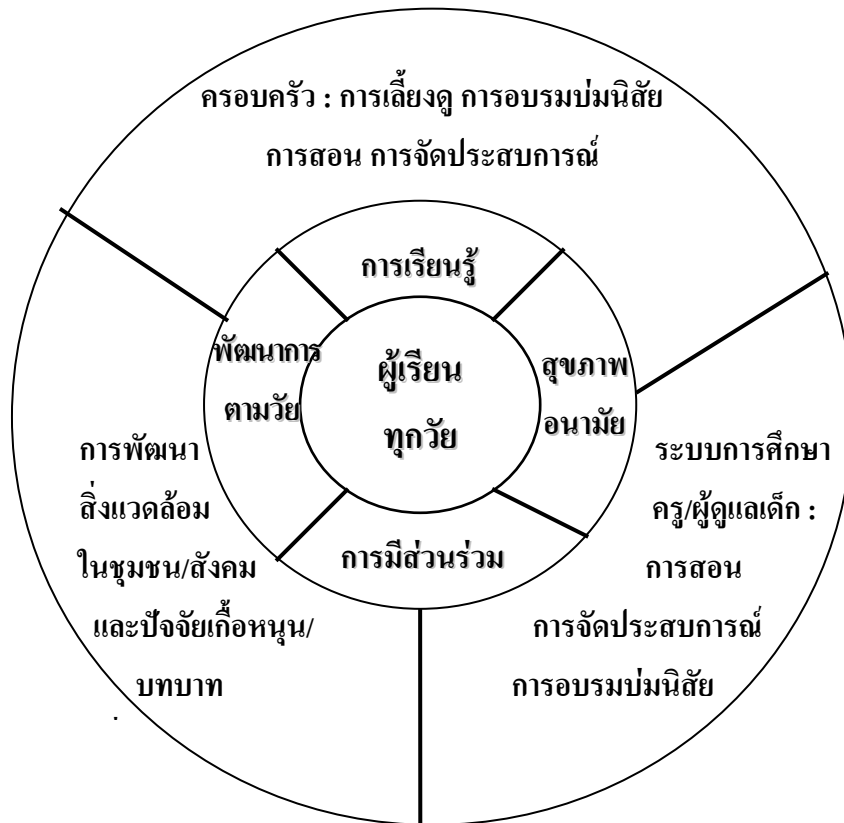 ครอบครัว : การเลี้ยงดู การอบรมบ่มนิสัย
การสอน การจัดประสบการณ์
การเรียนรู้
พัฒนาการ
ตามวัย
ผู้เรียน
ทุกวัย
สุขภาพ
อนามัย
การมีส่วนร่วม
การพัฒนา
สิ่งแวดล้อม
ในชุมชน/สังคม
และปัจจัยเกื้อหนุน/
บทบาท
ระบบการศึกษา
ครู/ผู้ดูแลเด็ก :
การสอน
การจัดประสบการณ์
การอบรมบ่มนิสัย